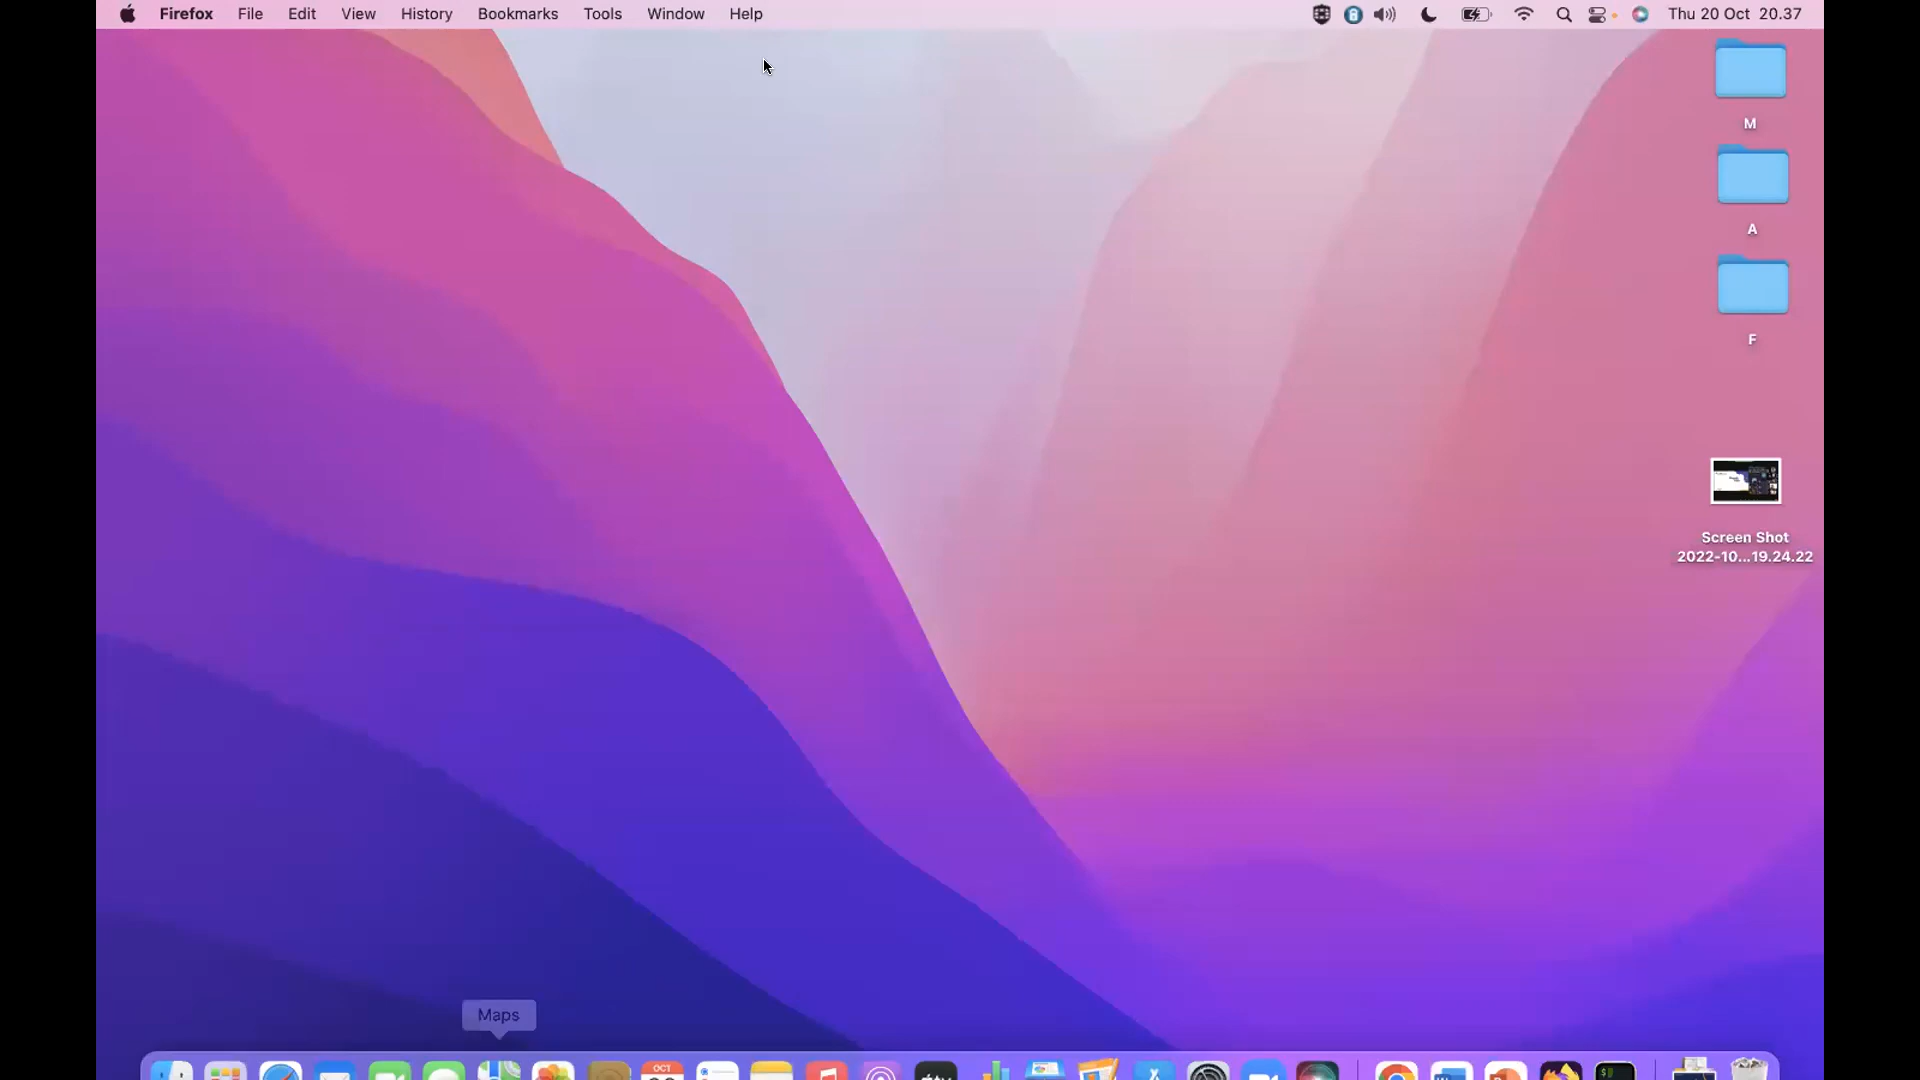 Firefox File Edit View History Bookmarks Tools Window Help Thu 20 Oct 20.37
M
A
F
Screen Shot
2022-10...19.24.22
Maps
OCT